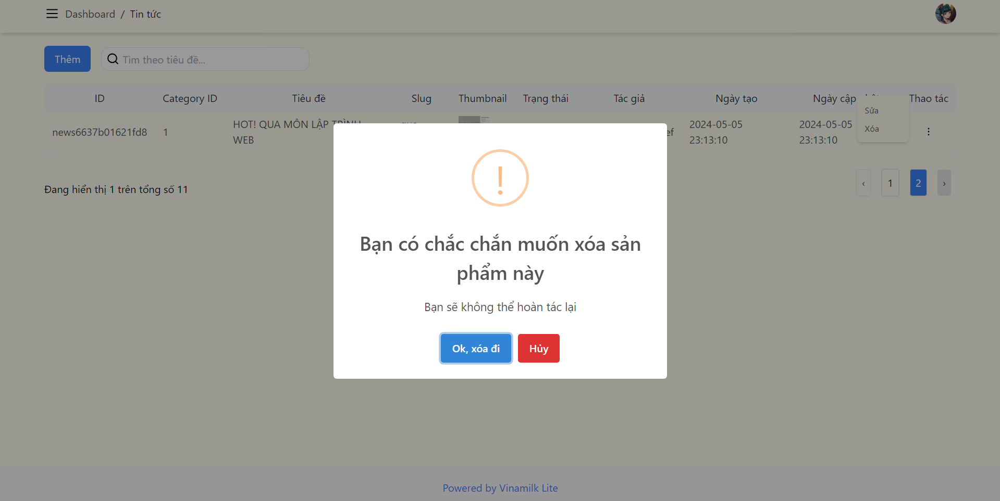 Dashboard / Tin tức
Thêm
Tìm theo tiêu đề...
ID Category ID Tiêu đề Slug Thumbnail Trạng thái Tác giả Ngày tạo Ngày cập Thao tác
Sửa
Xóa
news6637b01621fd8 1 HOT! QUA MÔN LẬP TRÌNH
WEB
ef
2024-05-05
23:13:10
2024-05-05
23:13:10
Bạn có chắc chắn muốn xóa sản
phẩm này
Bạn sẽ không thể hoàn tác lại
Ok, xóa đi Hủy
Đang hiển thị 1 trên tổng số 11
‹ 1 2 ›
Powered by Vinamilk Lite